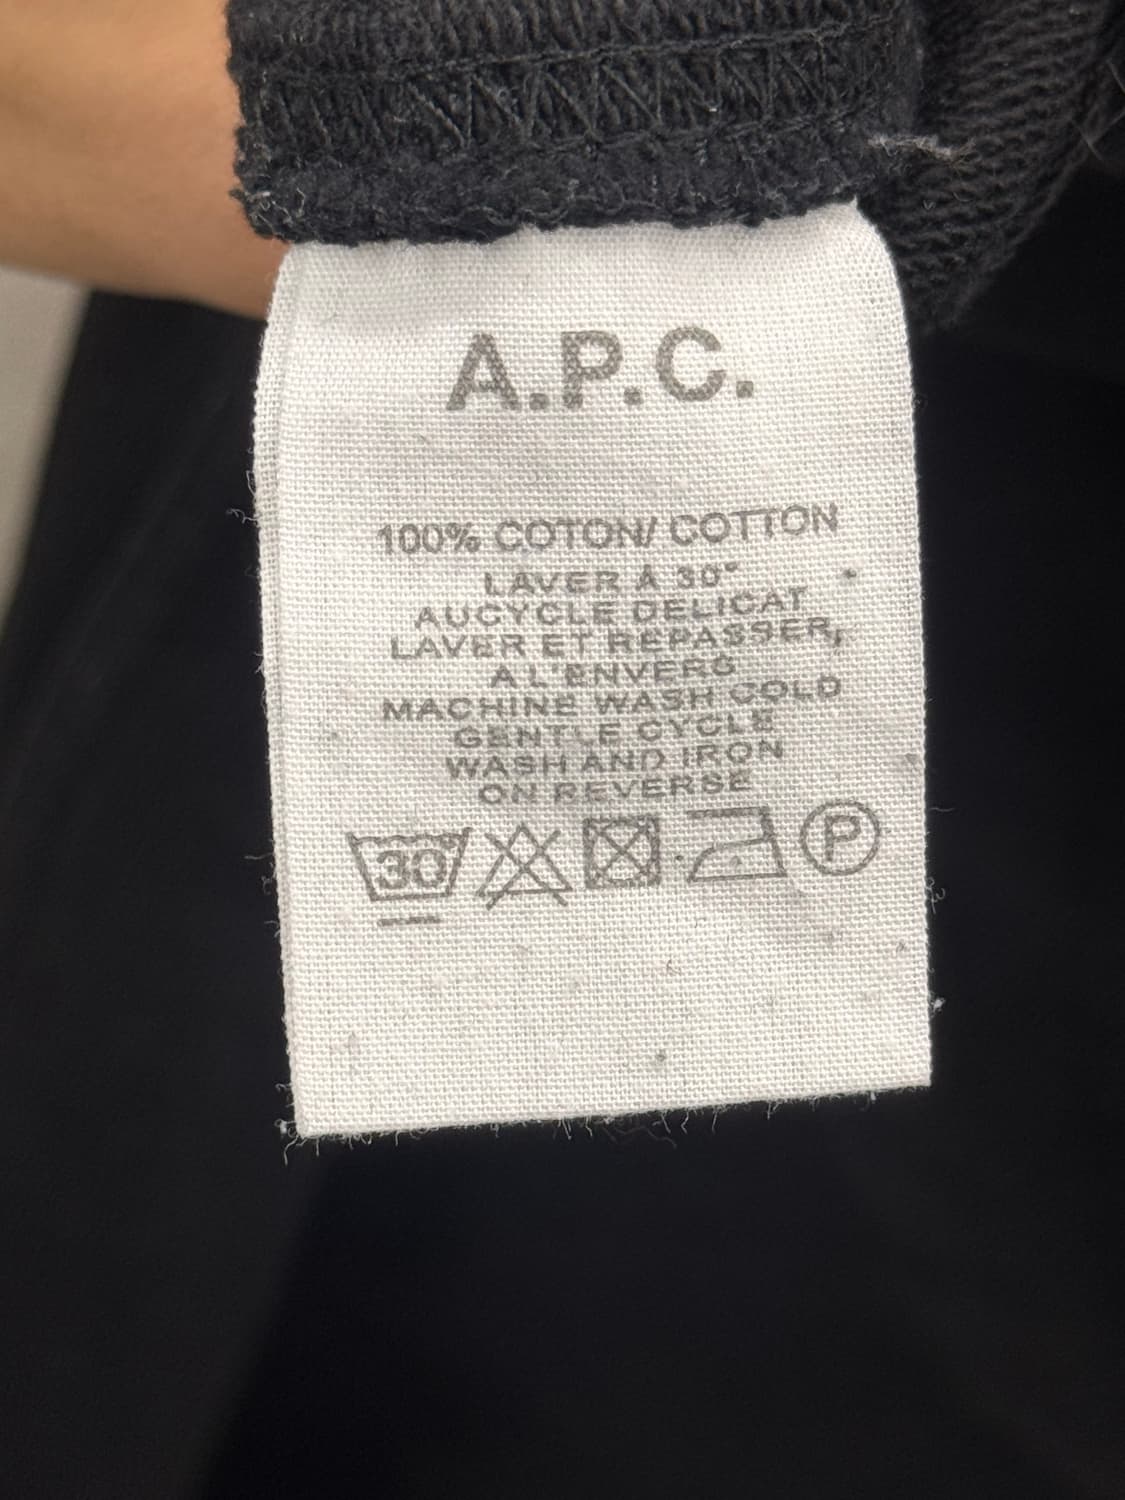 A.P.C.
100% COTON/ COTTON
LAVER À 30°
AUCYCLE DELICAT
LAVER ET REPASSER,
A L'ENVERS
MACHINE WASH COLD
GENTLE CYCLE
WASH AND IRON
ON REVERSE
30 P